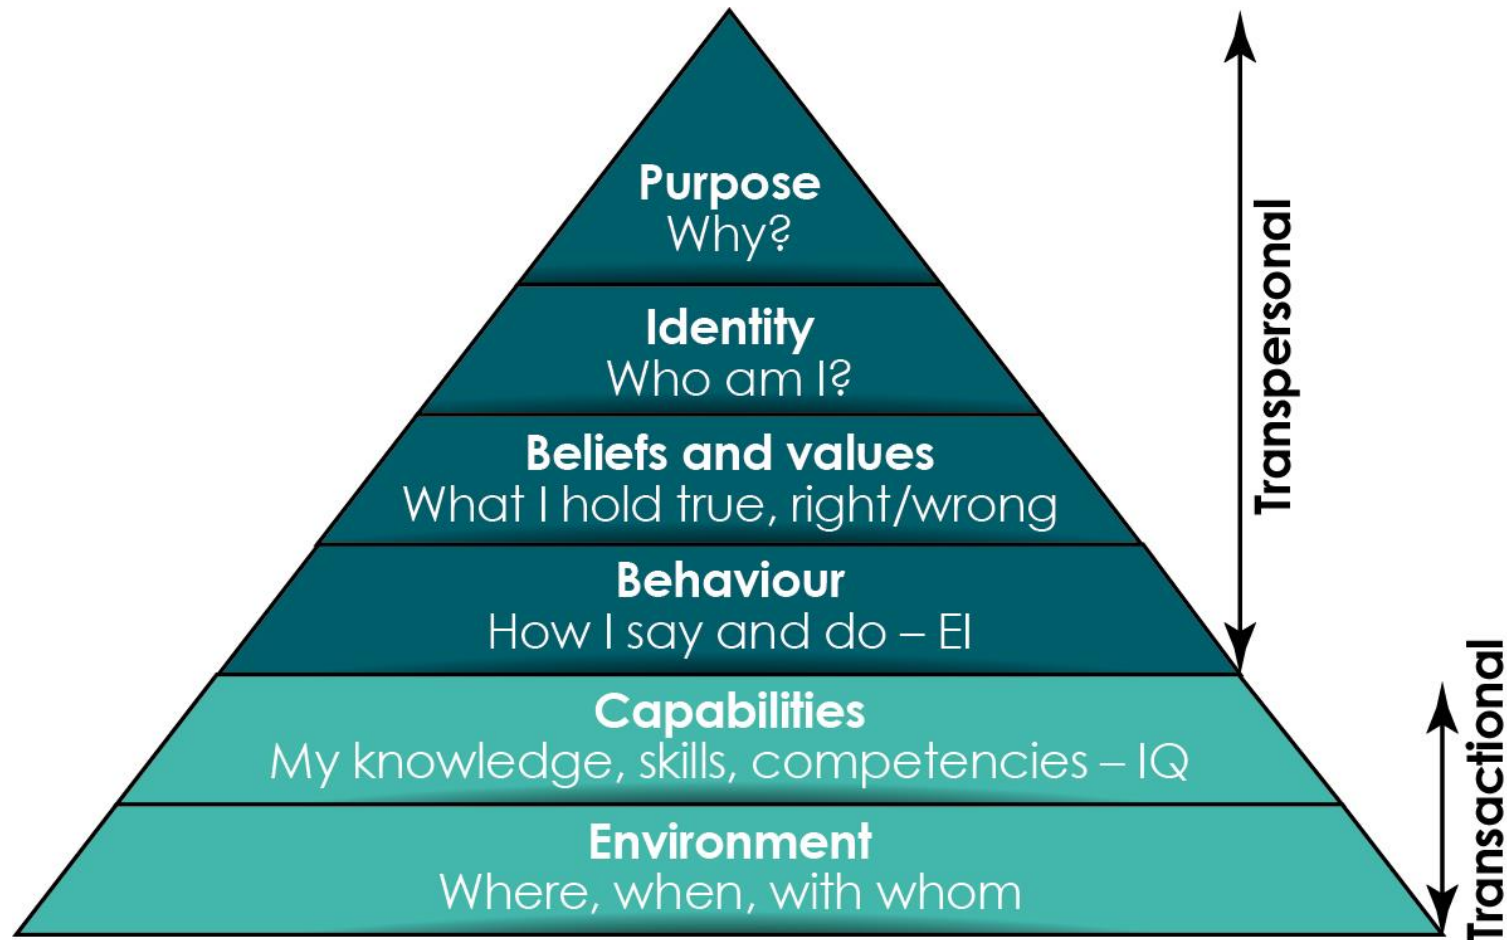 Purpose
Why?
Identity
Who am I?
Beliefs and values
What I hold true, right/wrong
Behaviour
How I say and do – EI
Capabilities
My knowledge, skills, competencies – IQ
Environment
Where, when, with whom
Transpersonal
Transactional